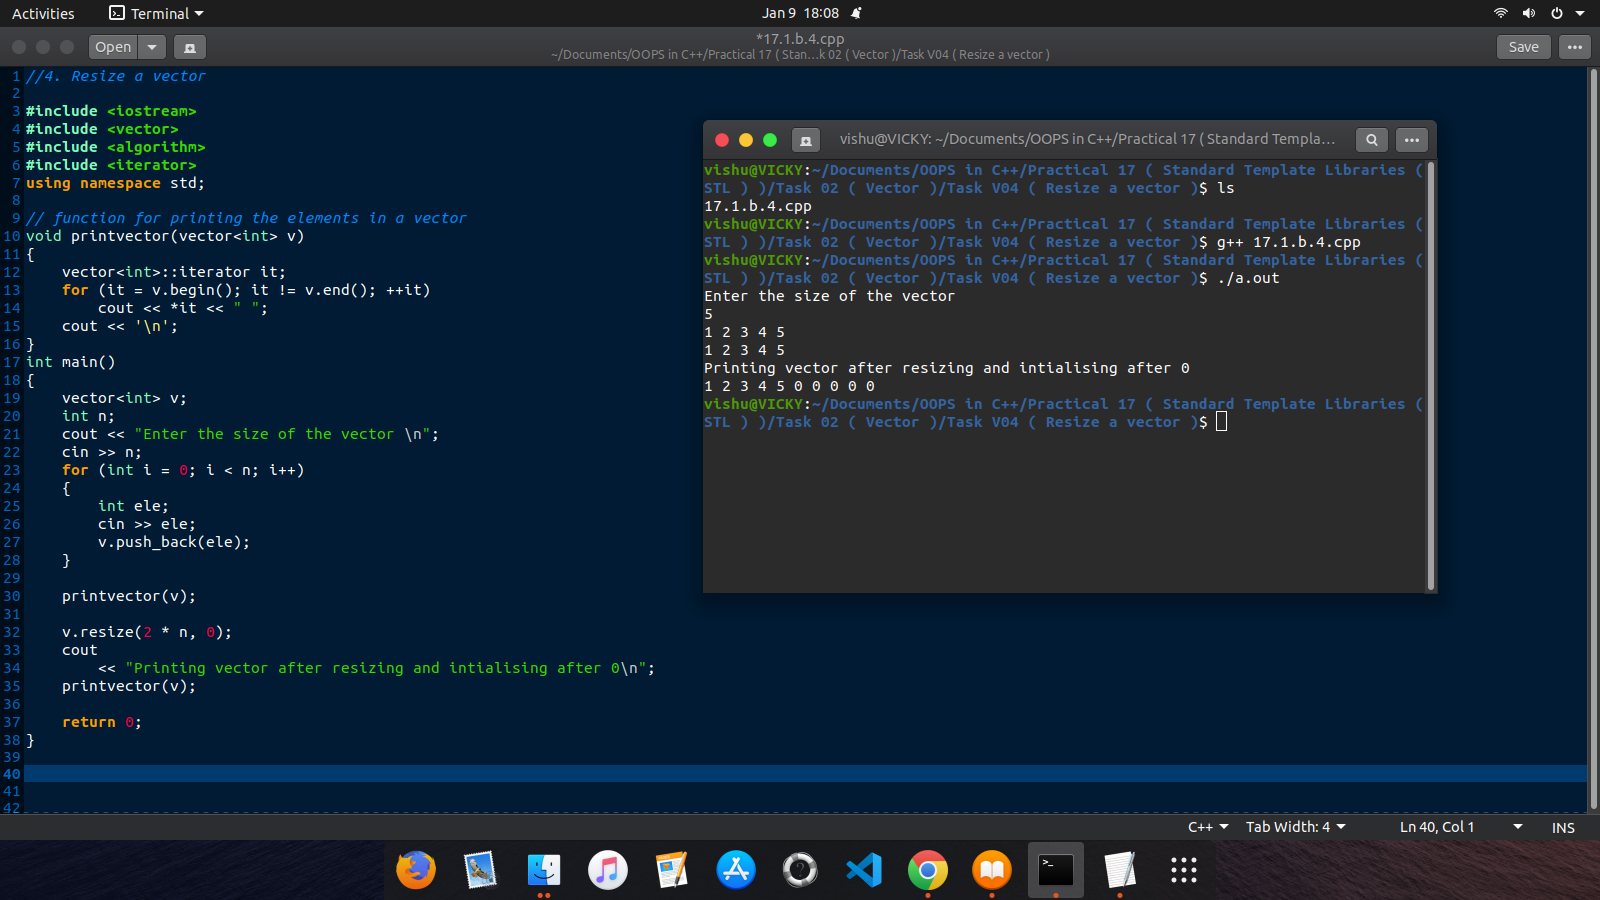 Activities
Terminal
Jan 9 18:08
Open
*17.1.b.4.cpp
~/Documents/OOPS in C++/Practical 17 ( Stan…k 02 ( Vector )/Task V04 ( Resize a vector )
Save
1 //4. Resize a vector
2
3 #include <iostream>
4 #include <vector>
5 #include <algorithm>
6 #include <iterator>
7 using namespace std;
8
9 // function for printing the elements in a vector
10 void printvector(vector<int> v)
11 {
12     vector<int>::iterator it;
13     for (it = v.begin(); it != v.end(); ++it)
14         cout << *it << " ";
15     cout << '\n';
16 }
17 int main()
18 {
19     vector<int> v;
20     int n;
21     cout << "Enter the size of the vector \n";
22     cin >> n;
23     for (int i = 0; i < n; i++)
24     {
25         int ele;
26         cin >> ele;
27         v.push_back(ele);
28     }
29
30     printvector(v);
31
32     v.resize(2 * n, 0);
33     cout
34         << "Printing vector after resizing and intialising after 0\n";
35     printvector(v);
36
37     return 0;
38 }
39
40
41
42
vishu@VICKY: ~/Documents/OOPS in C++/Practical 17 ( Standard Templa…
vishu@VICKY:~/Documents/OOPS in C++/Practical 17 ( Standard Template Libraries (
STL ) )/Task 02 ( Vector )/Task V04 ( Resize a vector )$ ls
17.1.b.4.cpp
vishu@VICKY:~/Documents/OOPS in C++/Practical 17 ( Standard Template Libraries (
STL ) )/Task 02 ( Vector )/Task V04 ( Resize a vector )$ g++ 17.1.b.4.cpp
vishu@VICKY:~/Documents/OOPS in C++/Practical 17 ( Standard Template Libraries (
STL ) )/Task 02 ( Vector )/Task V04 ( Resize a vector )$ ./a.out
Enter the size of the vector
5
1 2 3 4 5
1 2 3 4 5
Printing vector after resizing and intialising after 0
1 2 3 4 5 0 0 0 0 0
vishu@VICKY:~/Documents/OOPS in C++/Practical 17 ( Standard Template Libraries (
STL ) )/Task 02 ( Vector )/Task V04 ( Resize a vector )$
C++
Tab Width: 4
Ln 40, Col 1
INS